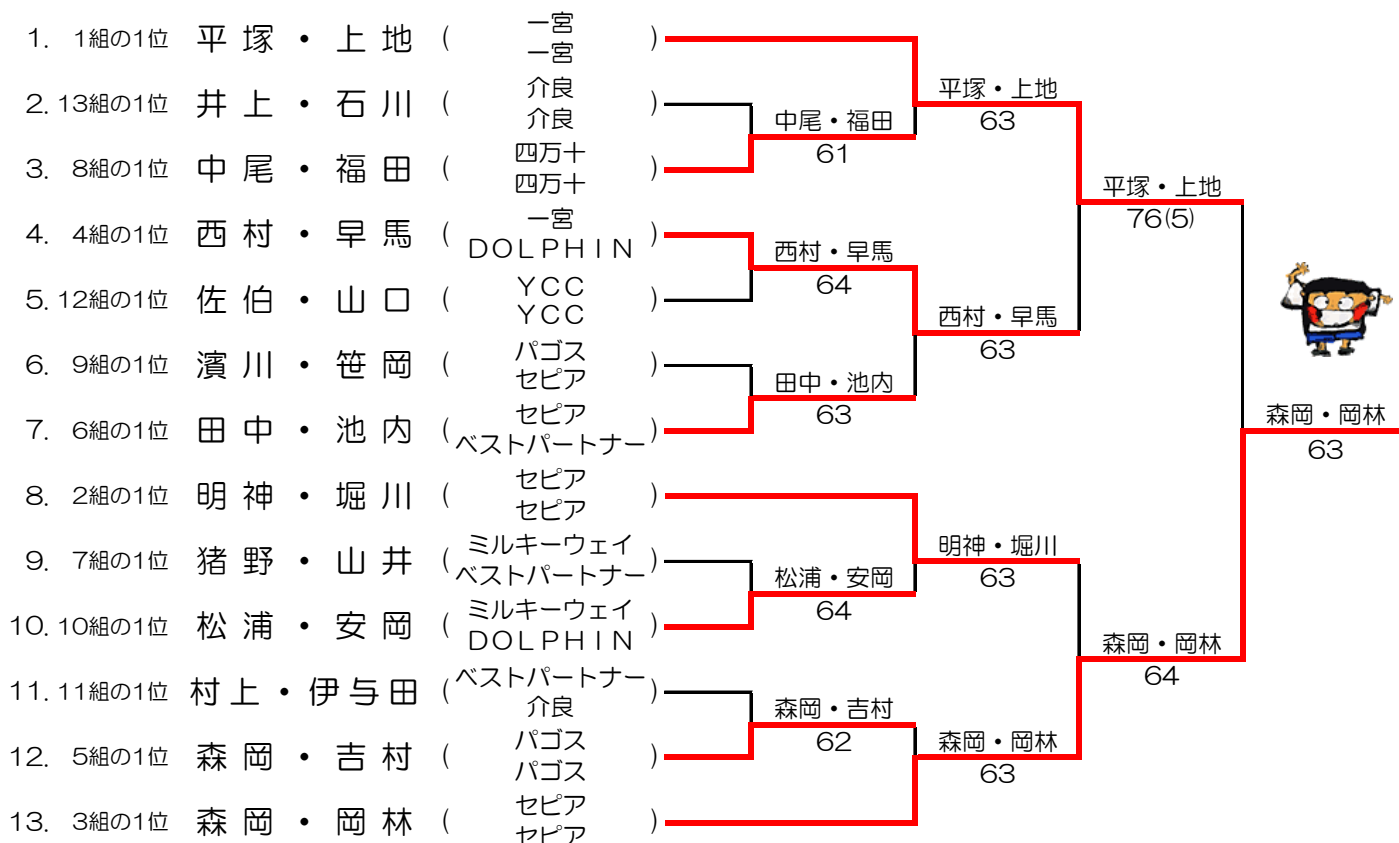 1. 1組の1位 平塚・上地 ( 一宮
一宮 )
2. 13組の1位 井上・石川 ( 介良
介良 )
3. 8組の1位 中尾・福田 ( 四万十
四万十 )
4. 4組の1位 西村・早馬 ( 一宮
DOLPHIN )
5. 12組の1位 佐伯・山口 ( YCC
YCC )
6. 9組の1位 濱川・笹岡 ( パゴス
セピア )
7. 6組の1位 田中・池内 ( セピア
ベストパートナー )
8. 2組の1位 明神・堀川 ( セピア
セピア )
9. 7組の1位 猪野・山井 ( ミルキーウェイ
ベストパートナー )
10. 10組の1位 松浦・安岡 ( ミルキーウェイ
DOLPHIN )
11. 11組の1位 村上・伊与田 ( ベストパートナー
介良 )
12. 5組の1位 森岡・吉村 ( パゴス
パゴス )
13. 3組の1位 森岡・岡林 ( セピア
セピア )
中尾・福田
61
西村・早馬
64
田中・池内
63
松浦・安岡
64
森岡・吉村
62
平塚・上地
63
西村・早馬
63
明神・堀川
63
森岡・岡林
63
平塚・上地
76(5)
森岡・岡林
64
森岡・岡林
63